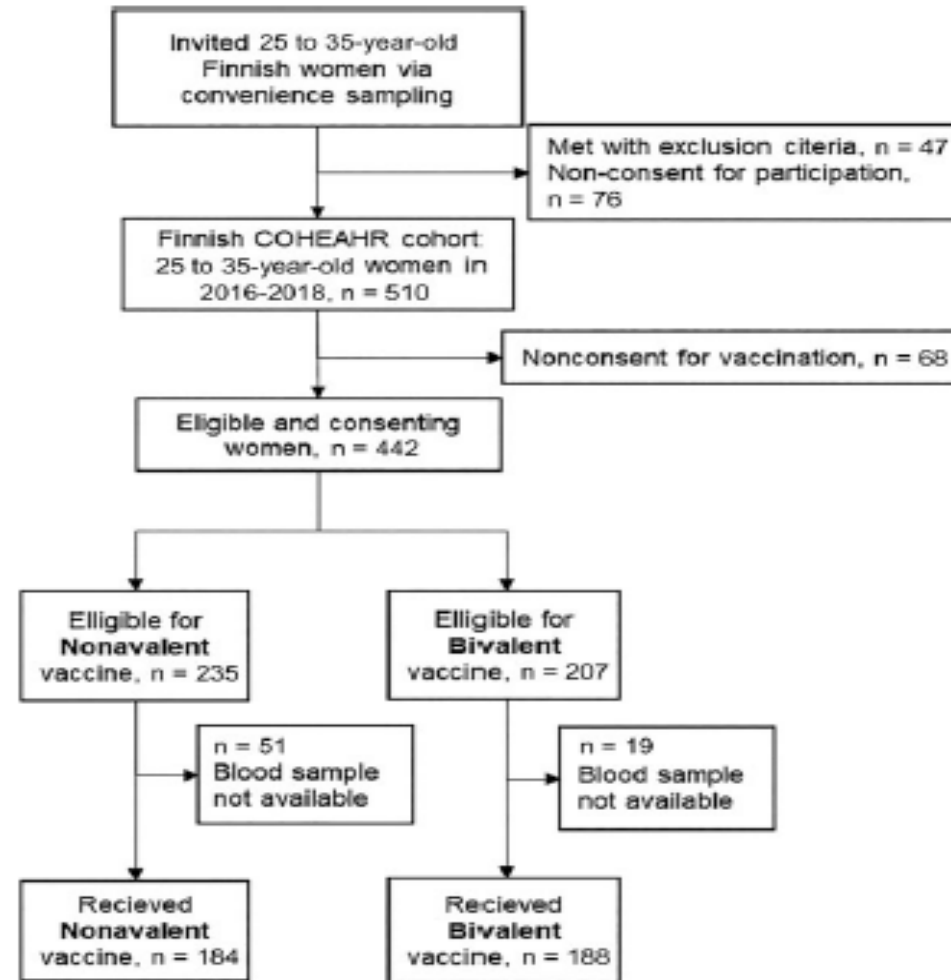 Invited 25 to 35-year-old
Finnish women via
convenience sampling
Met with exclusion citeria, n = 47
Non-consent for participation,
n = 76
Finnish COHEAHR cohort:
25 to 35-year-old women in
2016-2018, n = 510
Nonconsent for vaccination, n = 68
Eligible and consenting
women, n = 442
Elligible for
Nonavalent
vaccine, n = 235
Elligible for
Bivalent
vaccine, n = 207
n = 51
Blood sample
not available
n = 19
Blood sample
not available
Recieved
Nonavalent
vaccine, n = 184
Recieved
Bivalent
vaccine, n = 188